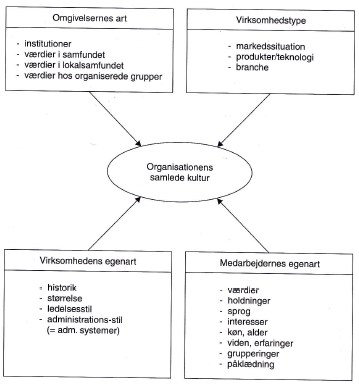 Omgivelsernes art
- institutioner
- værdier i samfundet
- værdier i lokalsamfundet
- værdier hos organiserede grupper
Virksomhedstype
- markedssituation
- produkter/teknologi
- branche
Organisationens
samlede kultur
Virksomhedens egenart
= historik
- størrelse
- ledelsesstil
- administrations-stil
(= adm. systemer)
Medarbejdernes egenart
- værdier
- holdninger
- sprog
- interesser
- køn, alder
- viden, erfaringer
- grupperinger
- påklædning